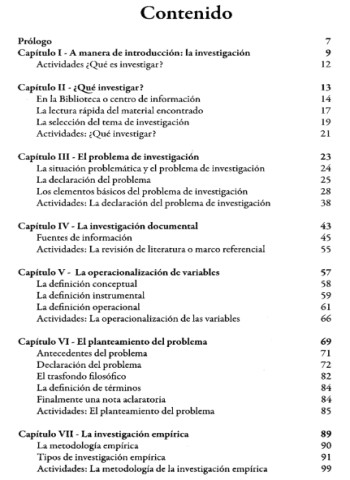 Contenido
Prólogo 7
Capítulo I - A manera de introducción: la investigación 9
Actividades ¿Qué es investigar? 12
Capítulo II - ¿Qué investigar? 13
En la Biblioteca o centro de información 14
La lectura rápida del material encontrado 17
La selección del tema de investigación 19
Actividades: ¿Qué investigar? 21
Capítulo III - El problema de investigación 23
La situación problemática y el problema de investigación 24
La declaración del problema 25
Los elementos básicos del problema de investigación 28
Actividades: La declaración del problema de investigación 38
Capítulo IV - La investigación documental 43
Fuentes de información 45
Actividades: La revisión de literatura o marco referencial 55
Capítulo V - La operacionalización de variables 57
La definición conceptual 58
La definición instrumental 59
La definición operacional 61
Actividades: La operacionalización de las variables 66
Capítulo VI - El planteamiento del problema 69
Antecedentes del problema 71
Declaración del problema 72
El trasfondo filosófico 82
La definición de términos 84
Finalmente una nota aclaratoria 84
Actividades: El planteamiento del problema 85
Capítulo VII - La investigación empírica 89
La metodología empírica 90
Tipos de investigación empírica 91
Actividades: La metodología de la investigación empírica 99